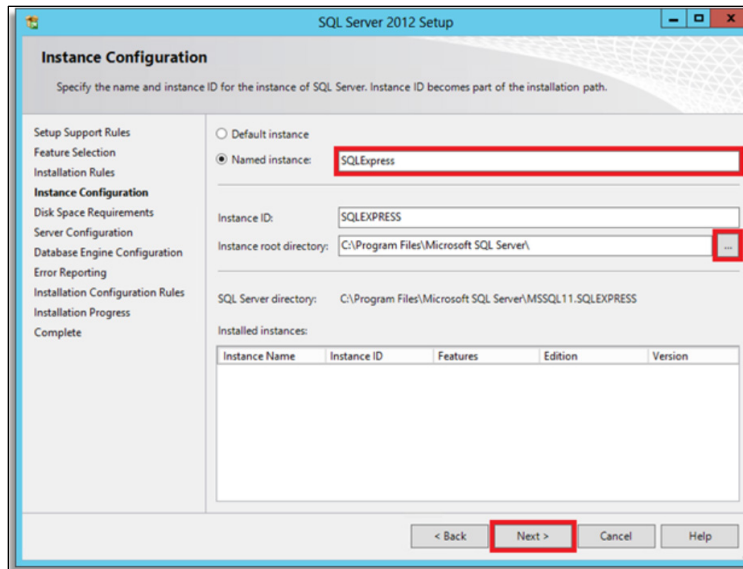 SQL Server 2012 Setup
Instance Configuration
Specify the name and instance ID for the instance of SQL Server. Instance ID becomes part of the installation path.
Setup Support Rules
Feature Selection
Installation Rules
Instance Configuration
Disk Space Requirements
Server Configuration
Database Engine Configuration
Error Reporting
Installation Configuration Rules
Installation Progress
Complete
Default instance
Named instance: SQLExpress
Instance ID: SQLEXPRESS
Instance root directory: C:\Program Files\Microsoft SQL Server\ ...
SQL Server directory: C:\Program Files\Microsoft SQL Server\MSSQL11.SQLEXPRESS
Installed instances:
Instance Name Instance ID Features Edition Version
< Back Next > Cancel Help